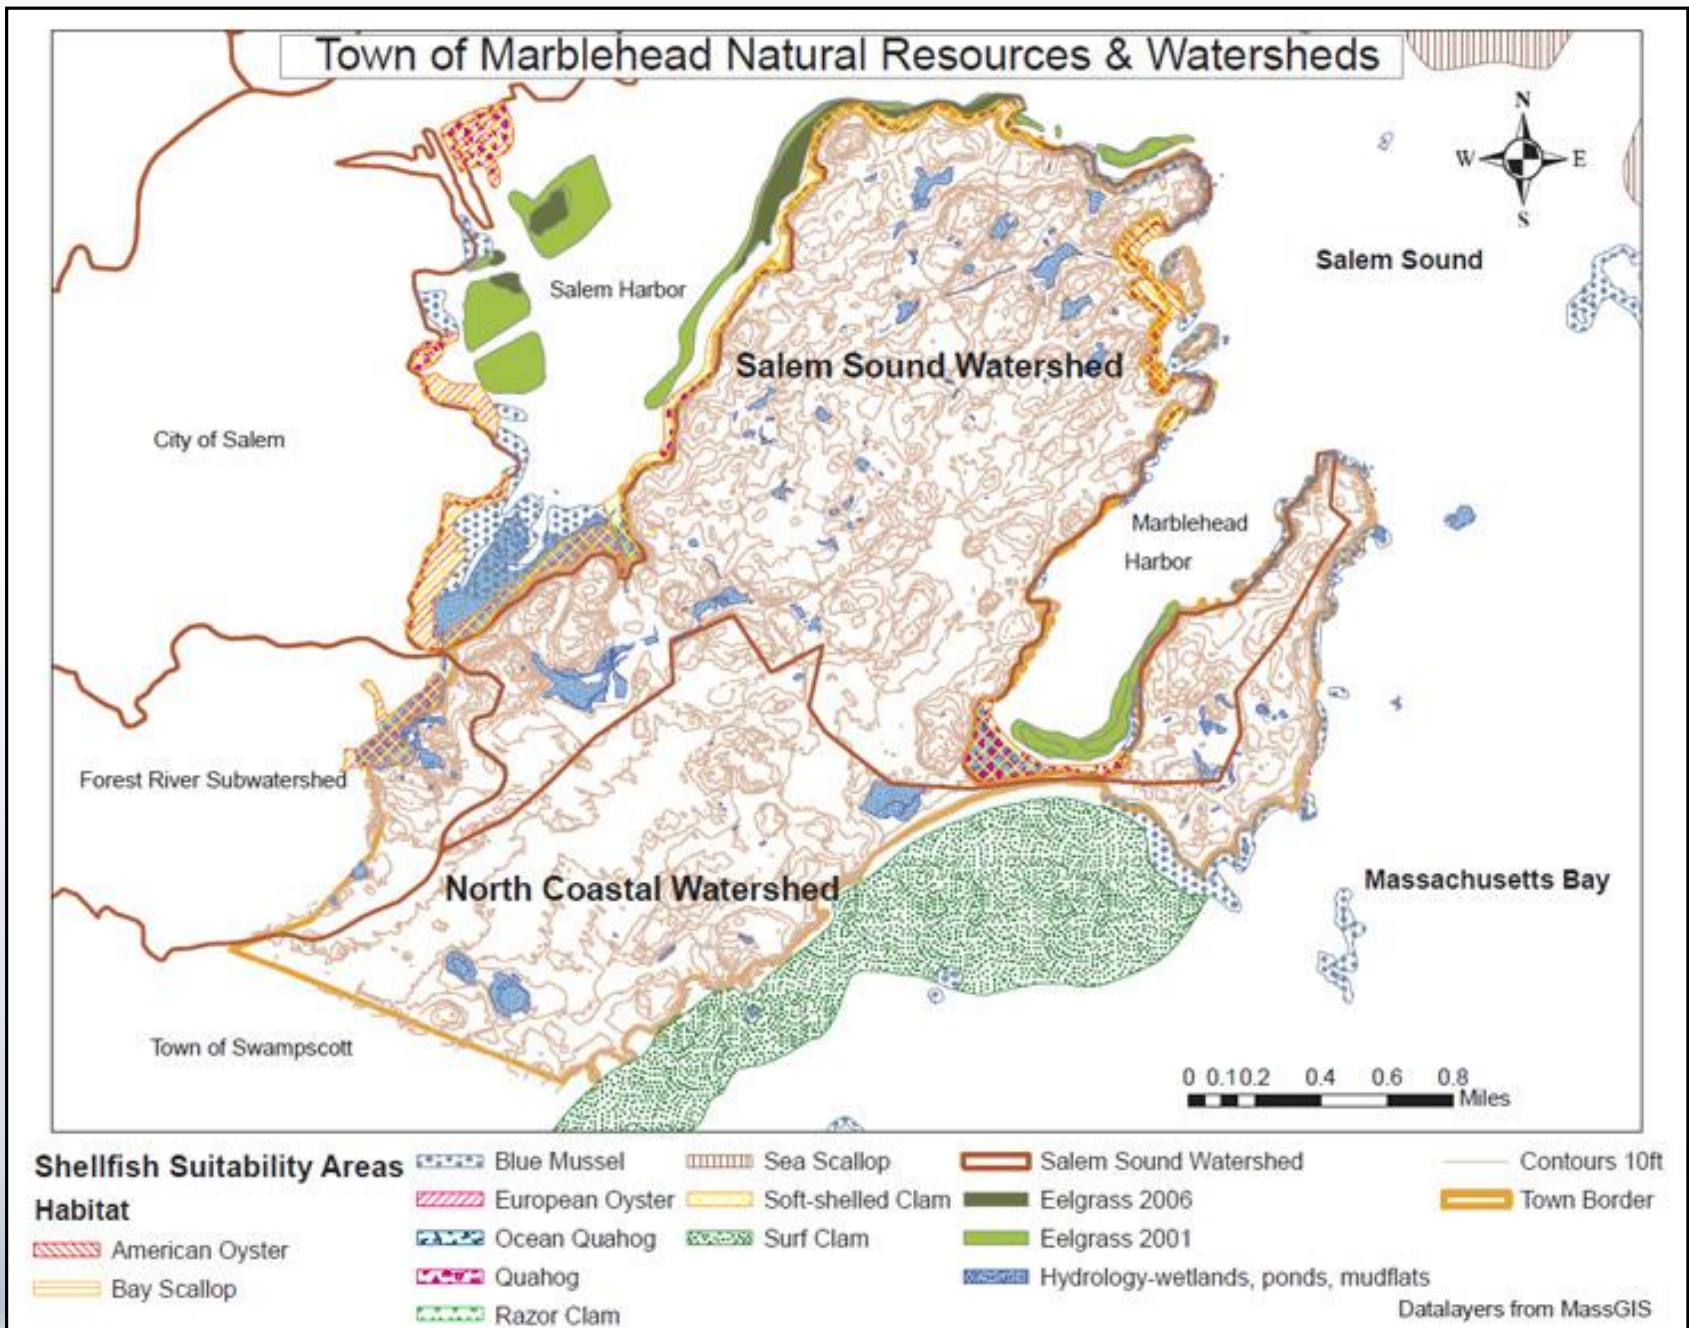 Town of Marblehead Natural Resources & Watersheds
N
W E
S
Salem Sound
Salem Harbor
Salem Sound Watershed
City of Salem
Marblehead
Harbor
Forest River Subwatershed
North Coastal Watershed
Massachusetts Bay
Town of Swampscott
0 0.1 0.2 0.4 0.6 0.8
Miles
Shellfish Suitability Areas
Habitat
American Oyster
Bay Scallop
Blue Mussel
European Oyster
Ocean Quahog
Quahog
Razor Clam
Sea Scallop
Soft-shelled Clam
Surf Clam
Salem Sound Watershed
Eelgrass 2006
Eelgrass 2001
Hydrology-wetlands, ponds, mudflats
Contours 10ft
Town Border
Datalayers from MassGIS